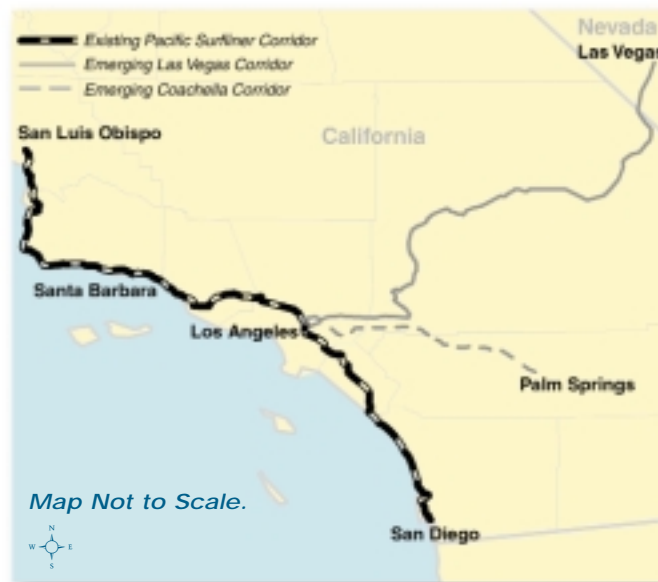 Existing Pacific Surfliner Corridor
Emerging Las Vegas Corridor
Emerging Coachella Corridor
Nevada
Las Vegas
San Luis Obispo
California
Santa Barbara
Los Angeles
Palm Springs
San Diego
Map Not to Scale.
N
W E
S